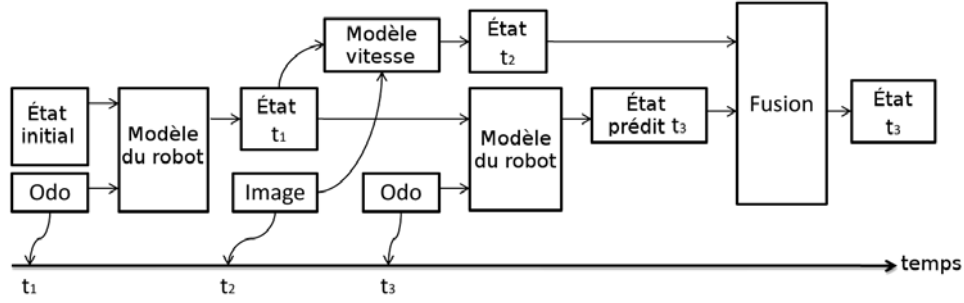 Modèle
vitesse
État
t2
État
initial
Modèle
du robot
État
t1
Modèle
du robot
État
prédit t3
Fusion
État
t3
Odo
Image
Odo
temps
t1
t2
t3